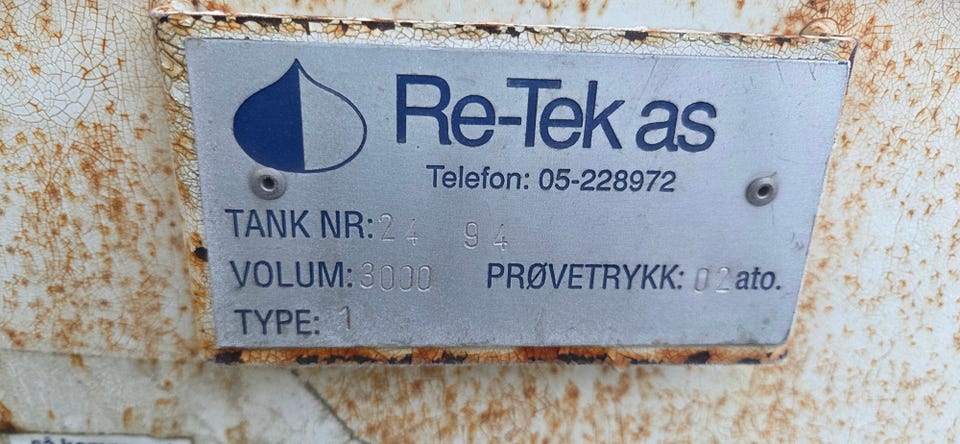 Re-Tek as
Telefon: 05-228972
TANK NR: 24 94
VOLUM: 3000 PRØVETRYKK: 02 ato.
TYPE: 1